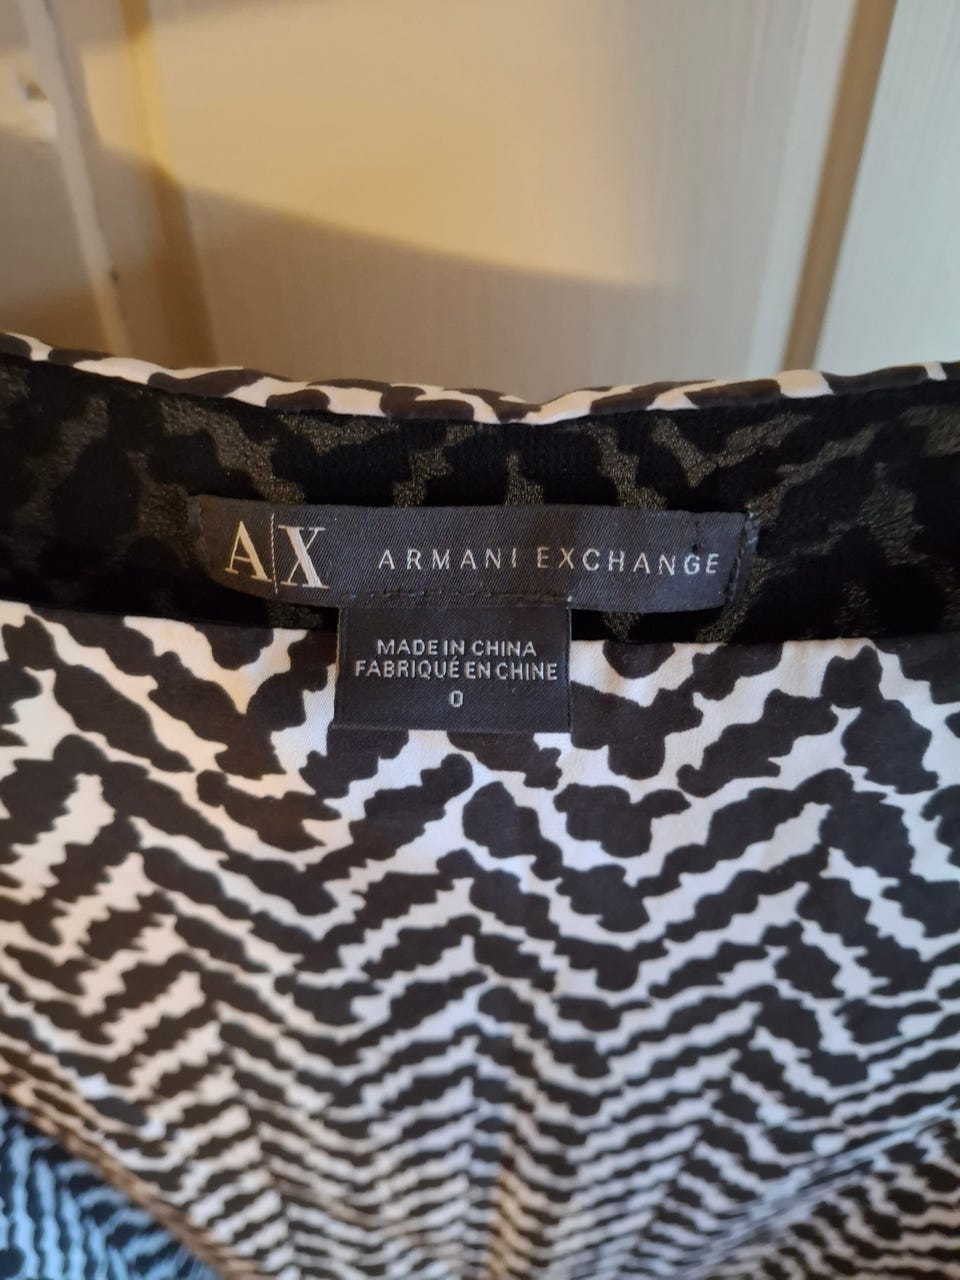 A|X ARMANI EXCHANGE
MADE IN CHINA
FABRIQUÉ EN CHINE
0